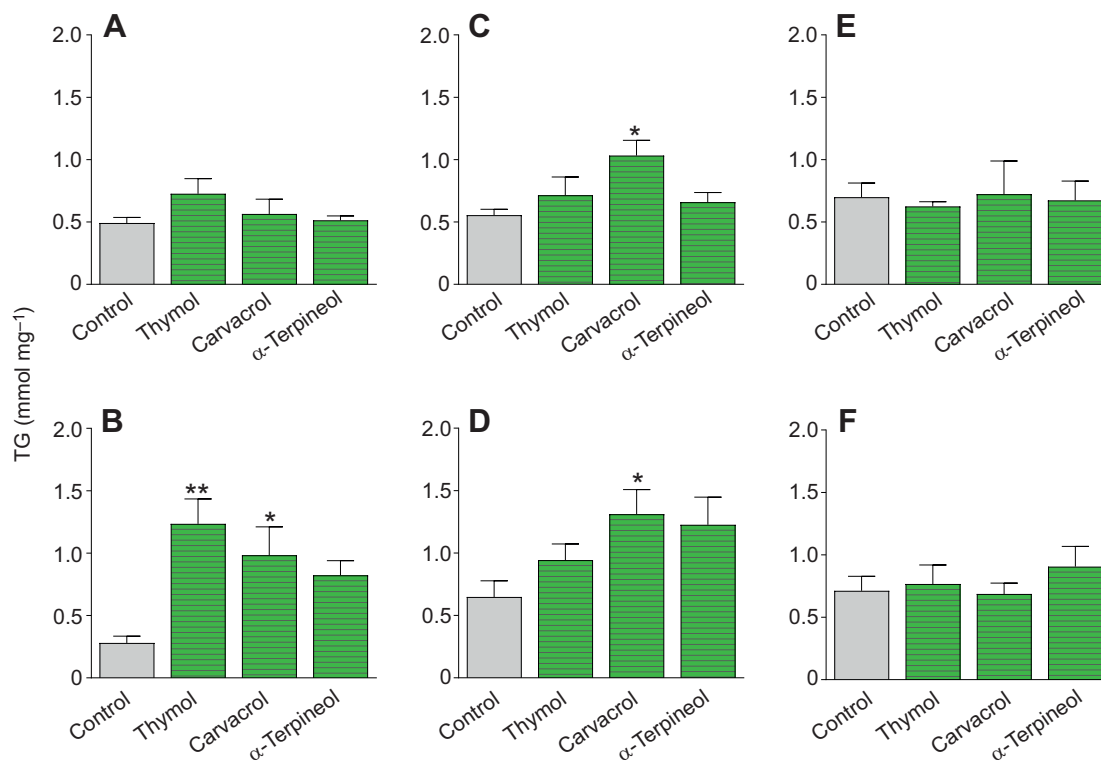 TG (mmol mg⁻¹)
A
2.0
1.5
1.0
0.5
0
Control
Thymol
Carvacrol
α-Terpineol
C
2.0
1.5
1.0
0.5
0
*
Control
Thymol
Carvacrol
α-Terpineol
E
2.0
1.5
1.0
0.5
0
Control
Thymol
Carvacrol
α-Terpineol
B
2.0
1.5
1.0
0.5
0
**
*
Control
Thymol
Carvacrol
α-Terpineol
D
2.0
1.5
1.0
0.5
0
*
Control
Thymol
Carvacrol
α-Terpineol
F
2.0
1.5
1.0
0.5
0
Control
Thymol
Carvacrol
α-Terpineol